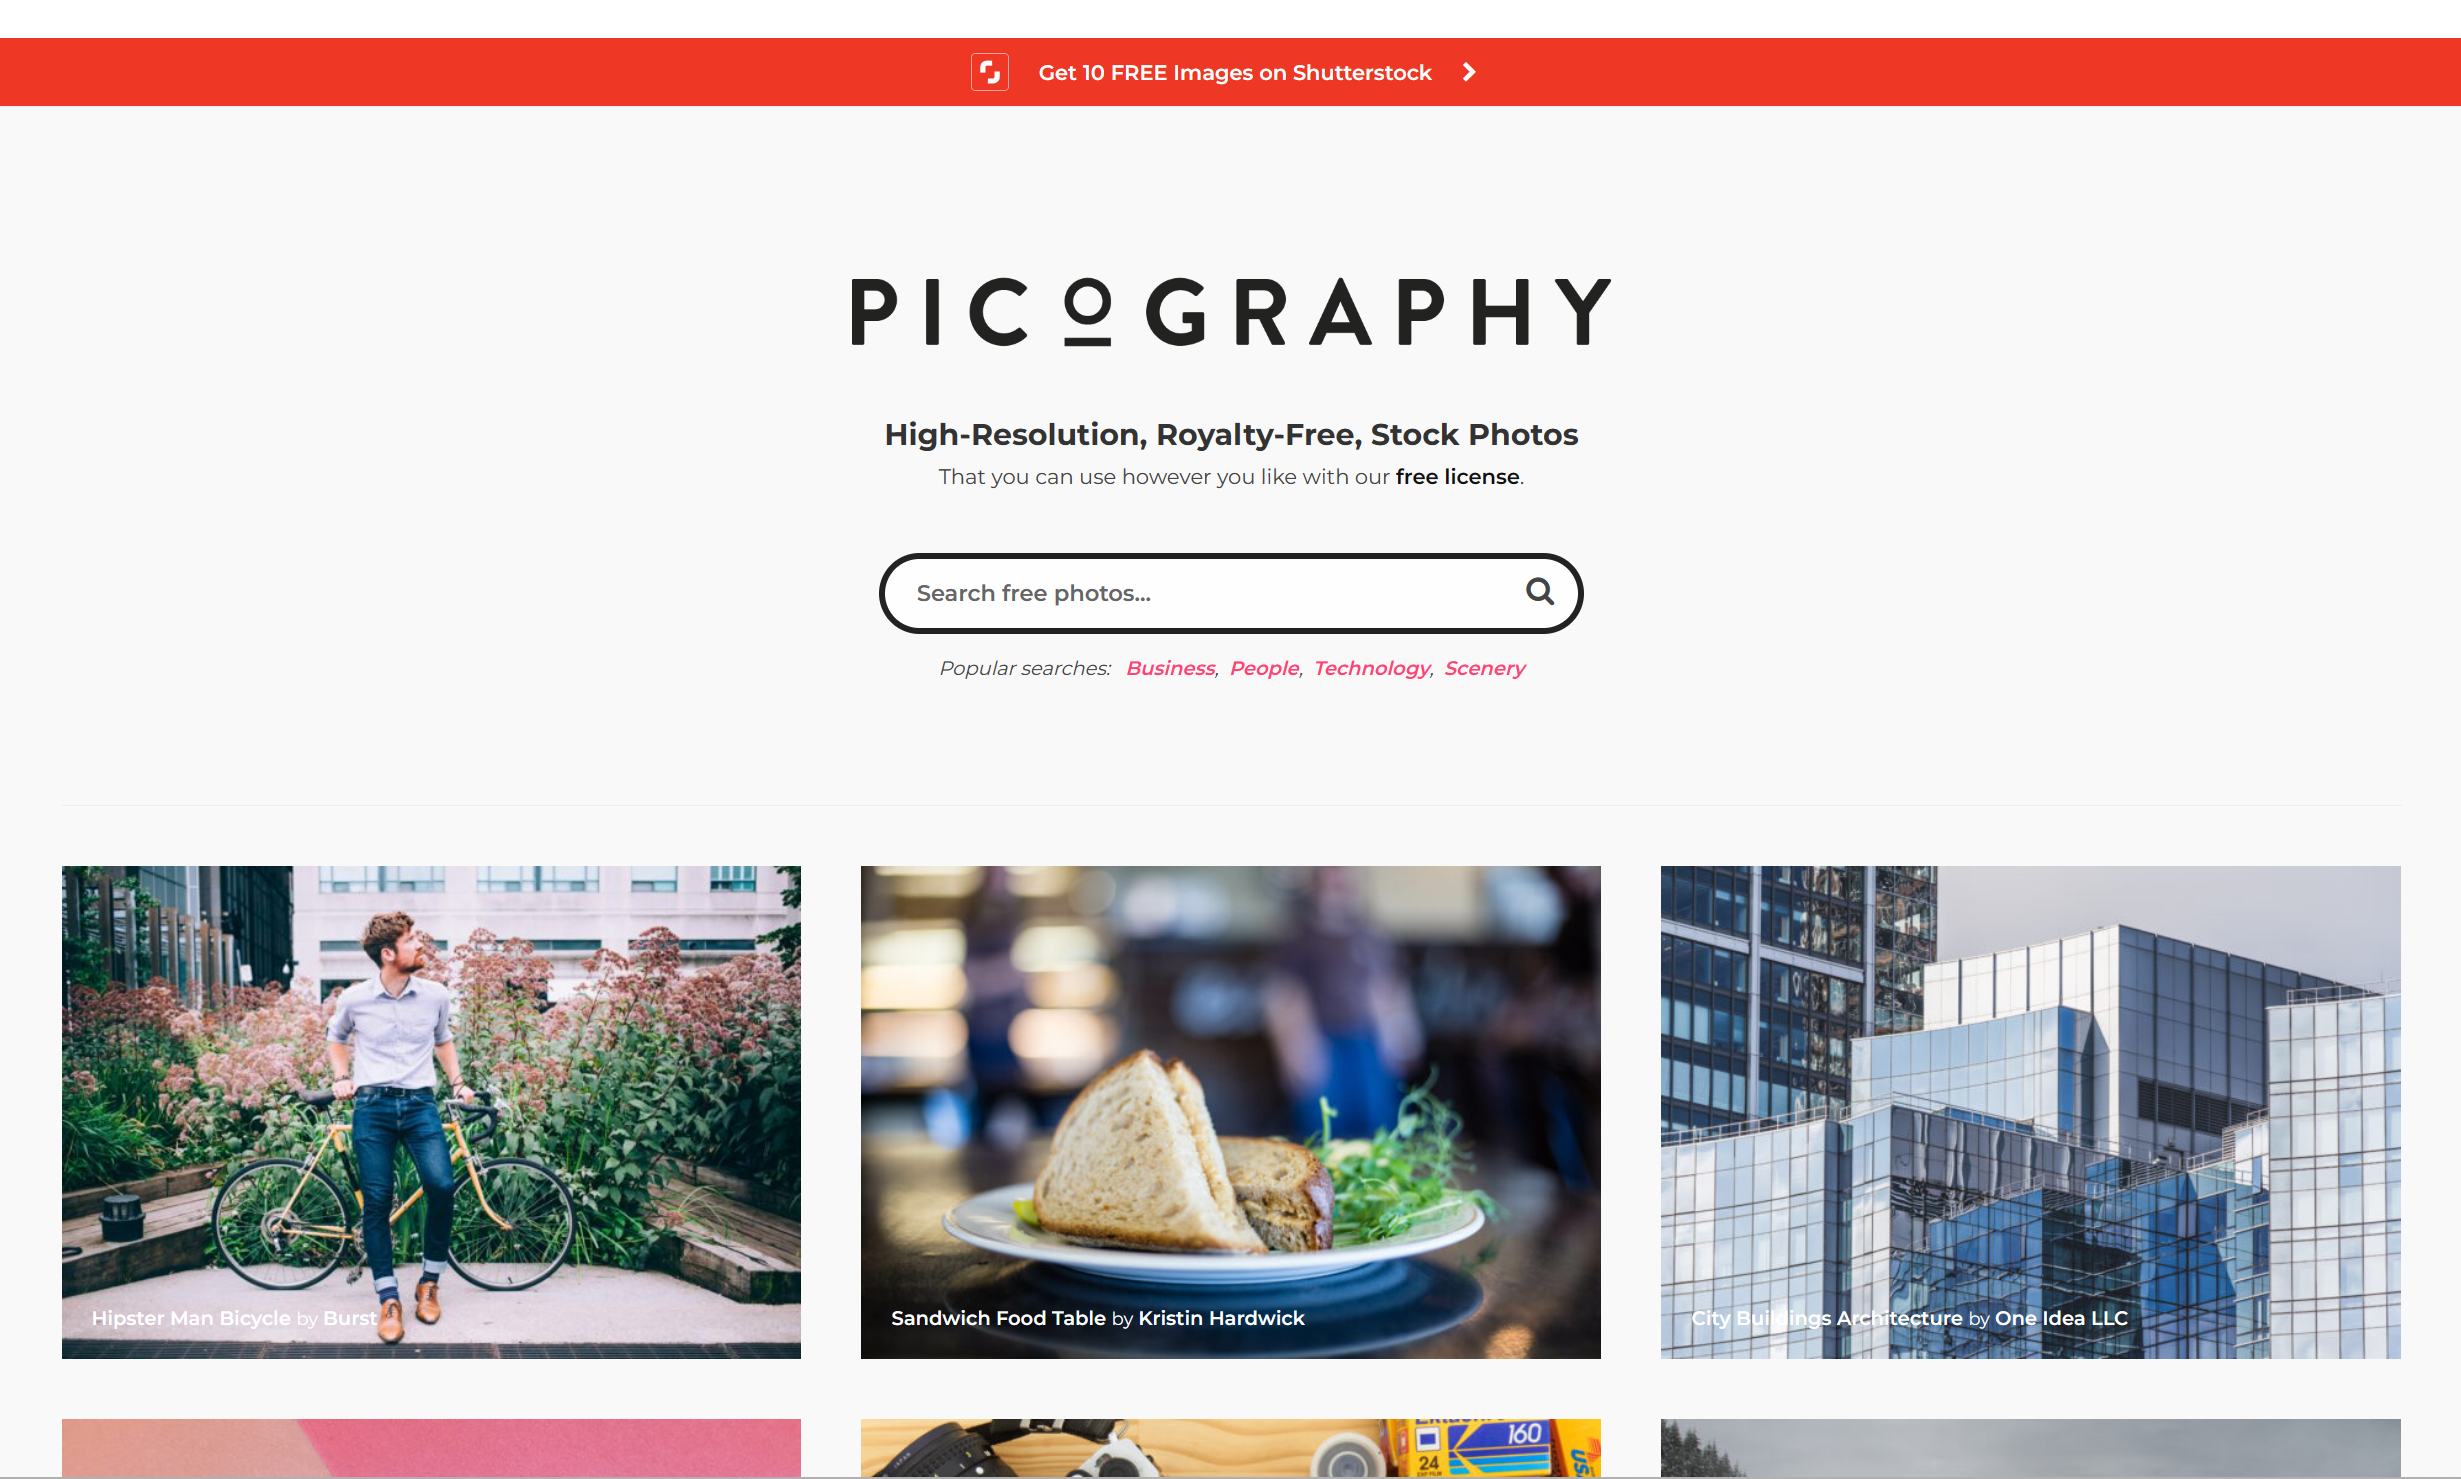 Get 10 FREE Images on Shutterstock
PICOGRAPHY
High-Resolution, Royalty-Free, Stock Photos
That you can use however you like with our free license.
Search free photos...
Popular searches: Business, People, Technology, Scenery
Hipster Man Bicycle by Burst
Sandwich Food Table by Kristin Hardwick
City Buildings Architecture by One Idea LLC
160
24